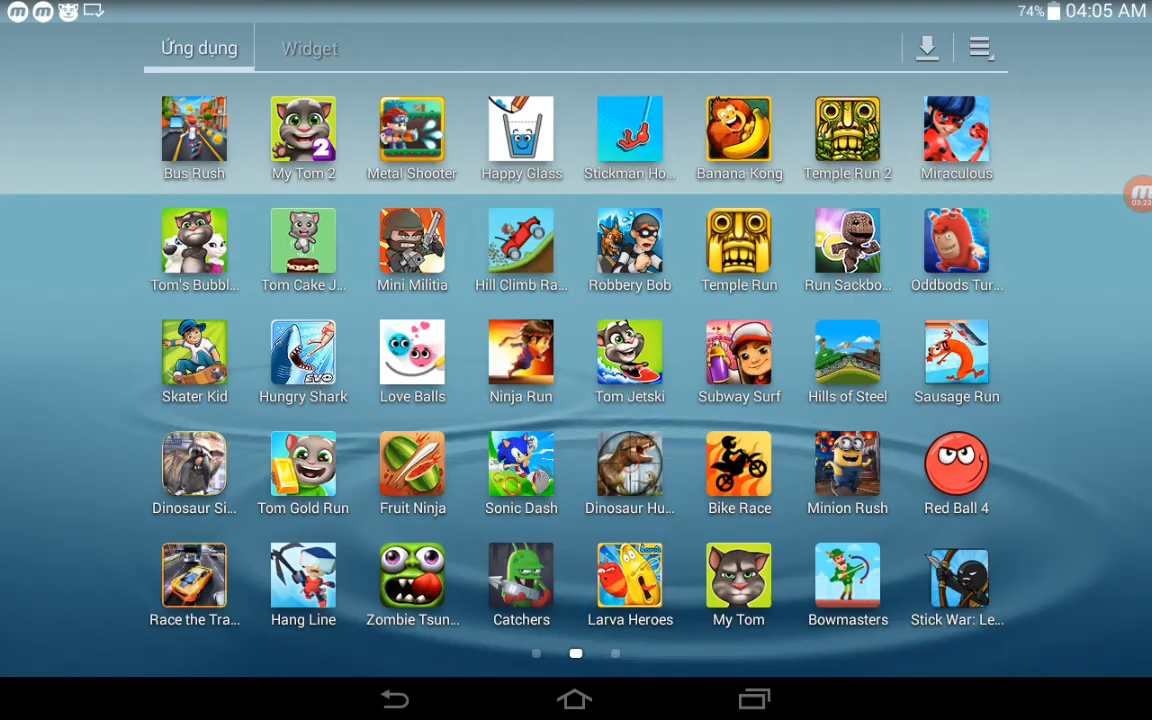 74% 04:05 AM
Ứng dụng Widget
Bus Rush My Tom 2 Metal Shooter Happy Glass Stickman Ho... Banana Kong Temple Run 2 Miraculous
03:23
Tom's Bubbl... Tom Cake J... Mini Militia Hill Climb Ra... Robbery Bob Temple Run Run Sackbo... Oddbods Tur...
Skater Kid Hungry Shark Love Balls Ninja Run Tom Jetski Subway Surf Hills of Steel Sausage Run
Dinosaur Si... Tom Gold Run Fruit Ninja Sonic Dash Dinosaur Hu... Bike Race Minion Rush Red Ball 4
Race the Tra... Hang Line Zombie Tsun... Catchers Larva Heroes My Tom Bowmasters Stick War: Le...